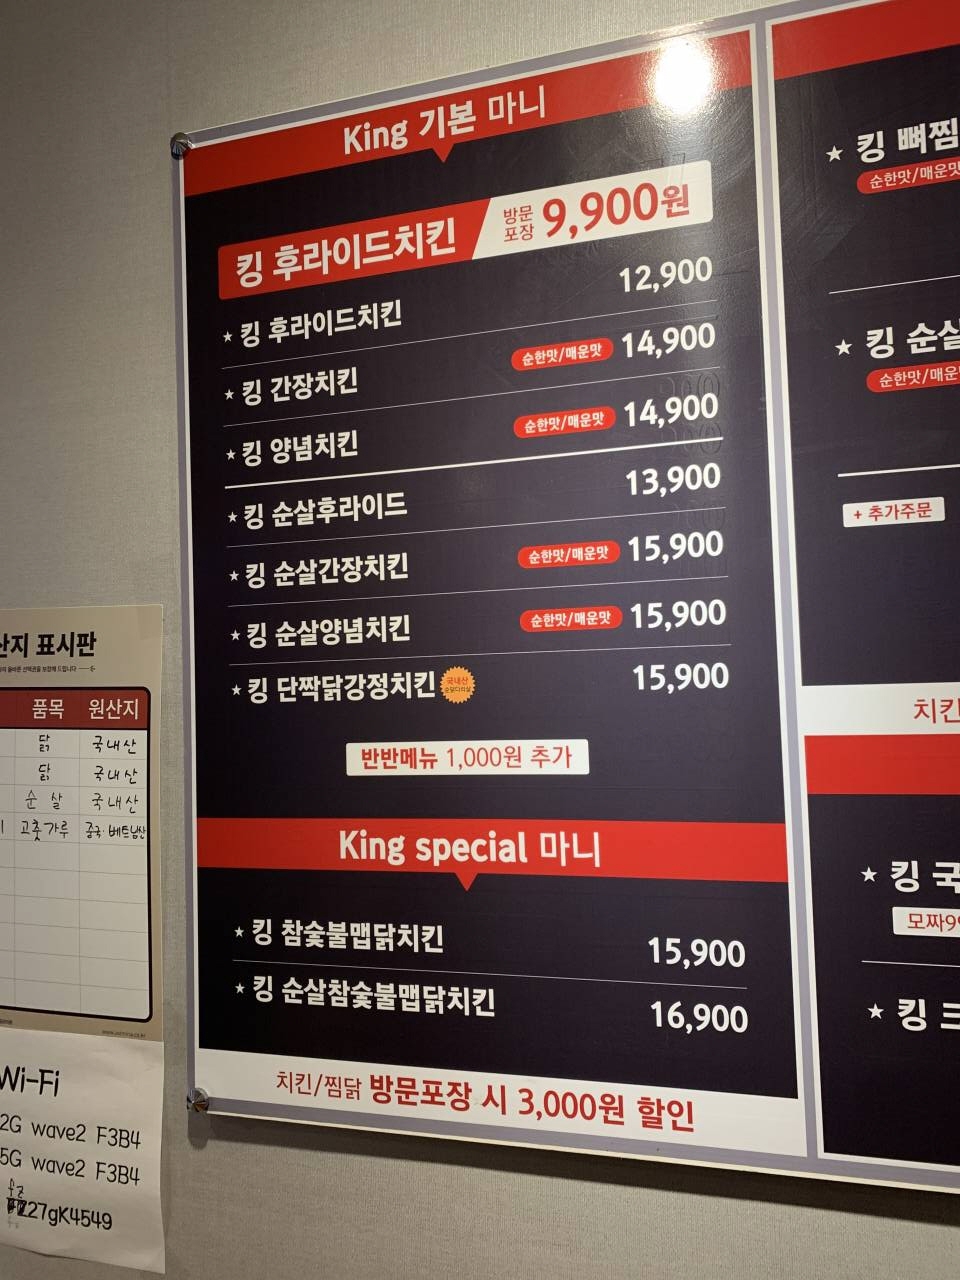 King 기본 마니
킹 후라이드치킨 방문 포장 9,900원
★ 킹 후라이드치킨 12,900
★ 킹 간장치킨 순한맛/매운맛 14,900
★ 킹 양념치킨 순한맛/매운맛 14,900
★ 킹 순살후라이드 13,900
★ 킹 순살간장치킨 순한맛/매운맛 15,900
★ 킹 순살양념치킨 순한맛/매운맛 15,900
★ 킹 단짝닭강정치킨 국내산 순닭다리살 15,900
반반메뉴 1,000원 추가
King special 마니
★ 킹 참숯불맵닭치킨 15,900
★ 킹 순살참숯불맵닭치킨 16,900
치킨/찜닭 방문포장 시 3,000원 할인
★ 킹 뼈찜
순한맛/매운맛
★ 킹 순살
순한맛/매운
+ 추가주문
치킨
★ 킹 국
모짜
★ 킹 크
산지 표시판
품목 원산지
닭 국내산
닭 국내산
순살 국내산
고춧가루 중국·베트남산
Wi-Fi
2G wave2 F3B4
5G wave2 F3B4
27gK4549